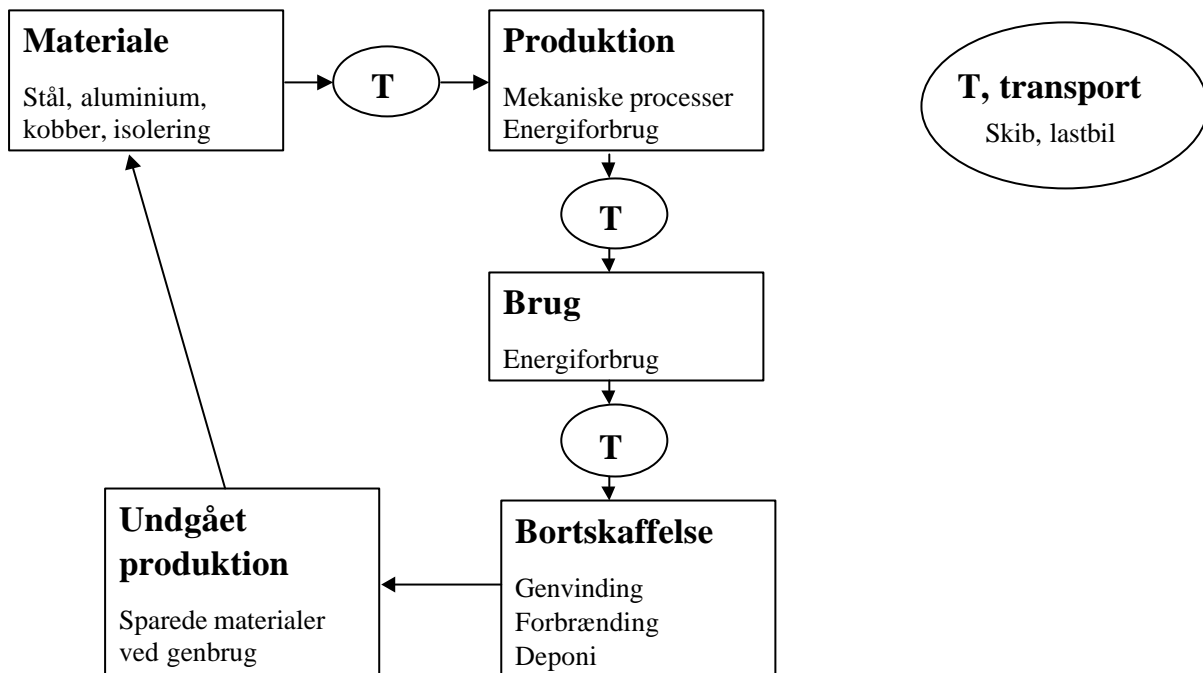 Materiale
Stål, aluminium,
kobber, isolering
T
Produktion
Mekaniske processer
Energiforbrug
T, transport
Skib, lastbil
T
Brug
Energiforbrug
T
Undgået
produktion
Sparede materialer
ved genbrug
Bortskaffelse
Genvinding
Forbrænding
Deponi